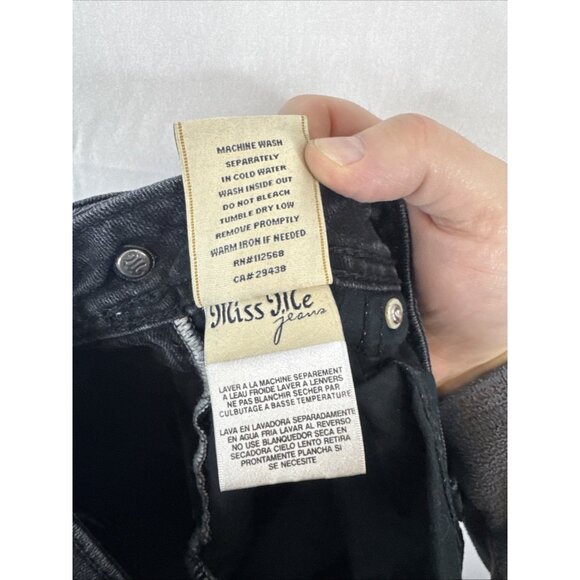 MACHINE WASH
SEPARATELY
IN COLD WATER
WASH INSIDE OUT
DO NOT BLEACH
TUMBLE DRY LOW
REMOVE PROMPTLY
WARM IRON IF NEEDED
RN#112568
CA#29438
Miss Me
jeans
LAVER A LA MACHINE SEPAREMENT
A LEAU FROIDE LAVER A LENVERS
NE PAS BLANCHIR SECHER PAR
CULBUTAGE A BASSE TEMPERATURE
LAVA EN LAVADORA SEPARADAMENTE
EN AGUA FRIA LAVAR AL REVERSO
NO USE BLANQUEDOR SECA EN
SECADORA CIELO LENTO RETIRA
PRONTAMENTE PLANCHA SI
SE NECESITE